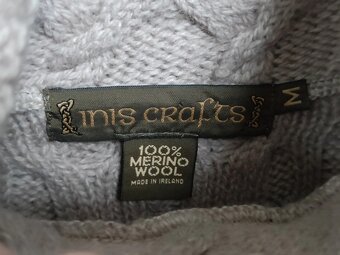 INIS CRAFTS
M
100%
MERINO
WOOL
MADE IN IRELAND